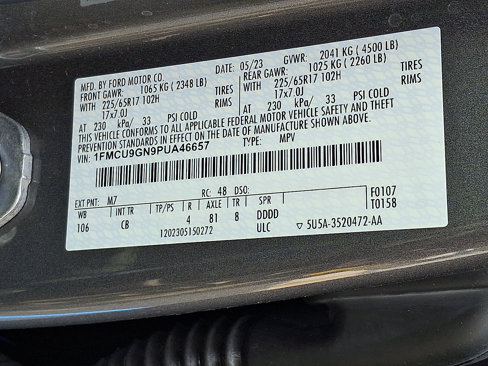 MFD. BY FORD MOTOR CO.
DATE: 05/23 GVWR: 2041 KG ( 4500 LB)
FRONT GAWR: 1065 KG ( 2348 LB) REAR GAWR: 1025 KG ( 2260 LB)
WITH 225/65R17 102H TIRES WITH 225/65R17 102H TIRES
17x7.0J RIMS 17x7.0J RIMS
AT 230 kPa/ 33 PSI COLD AT 230 kPa/ 33 PSI COLD
THIS VEHICLE CONFORMS TO ALL APPLICABLE FEDERAL MOTOR VEHICLE SAFETY AND THEFT
PREVENTION STANDARDS IN EFFECT ON THE DATE OF MANUFACTURE SHOWN ABOVE.
VIN: 1FMCU9GN9PUA46657 TYPE: MPV
EXT PNT: M7 RC: 48 DSO: F0107
WB INT TR TP/PS R AXLE TR SPR T0158
106 CB 4 81 8 DDDD
1202305150272 ULC ▽ 5U5A-3520472-AA